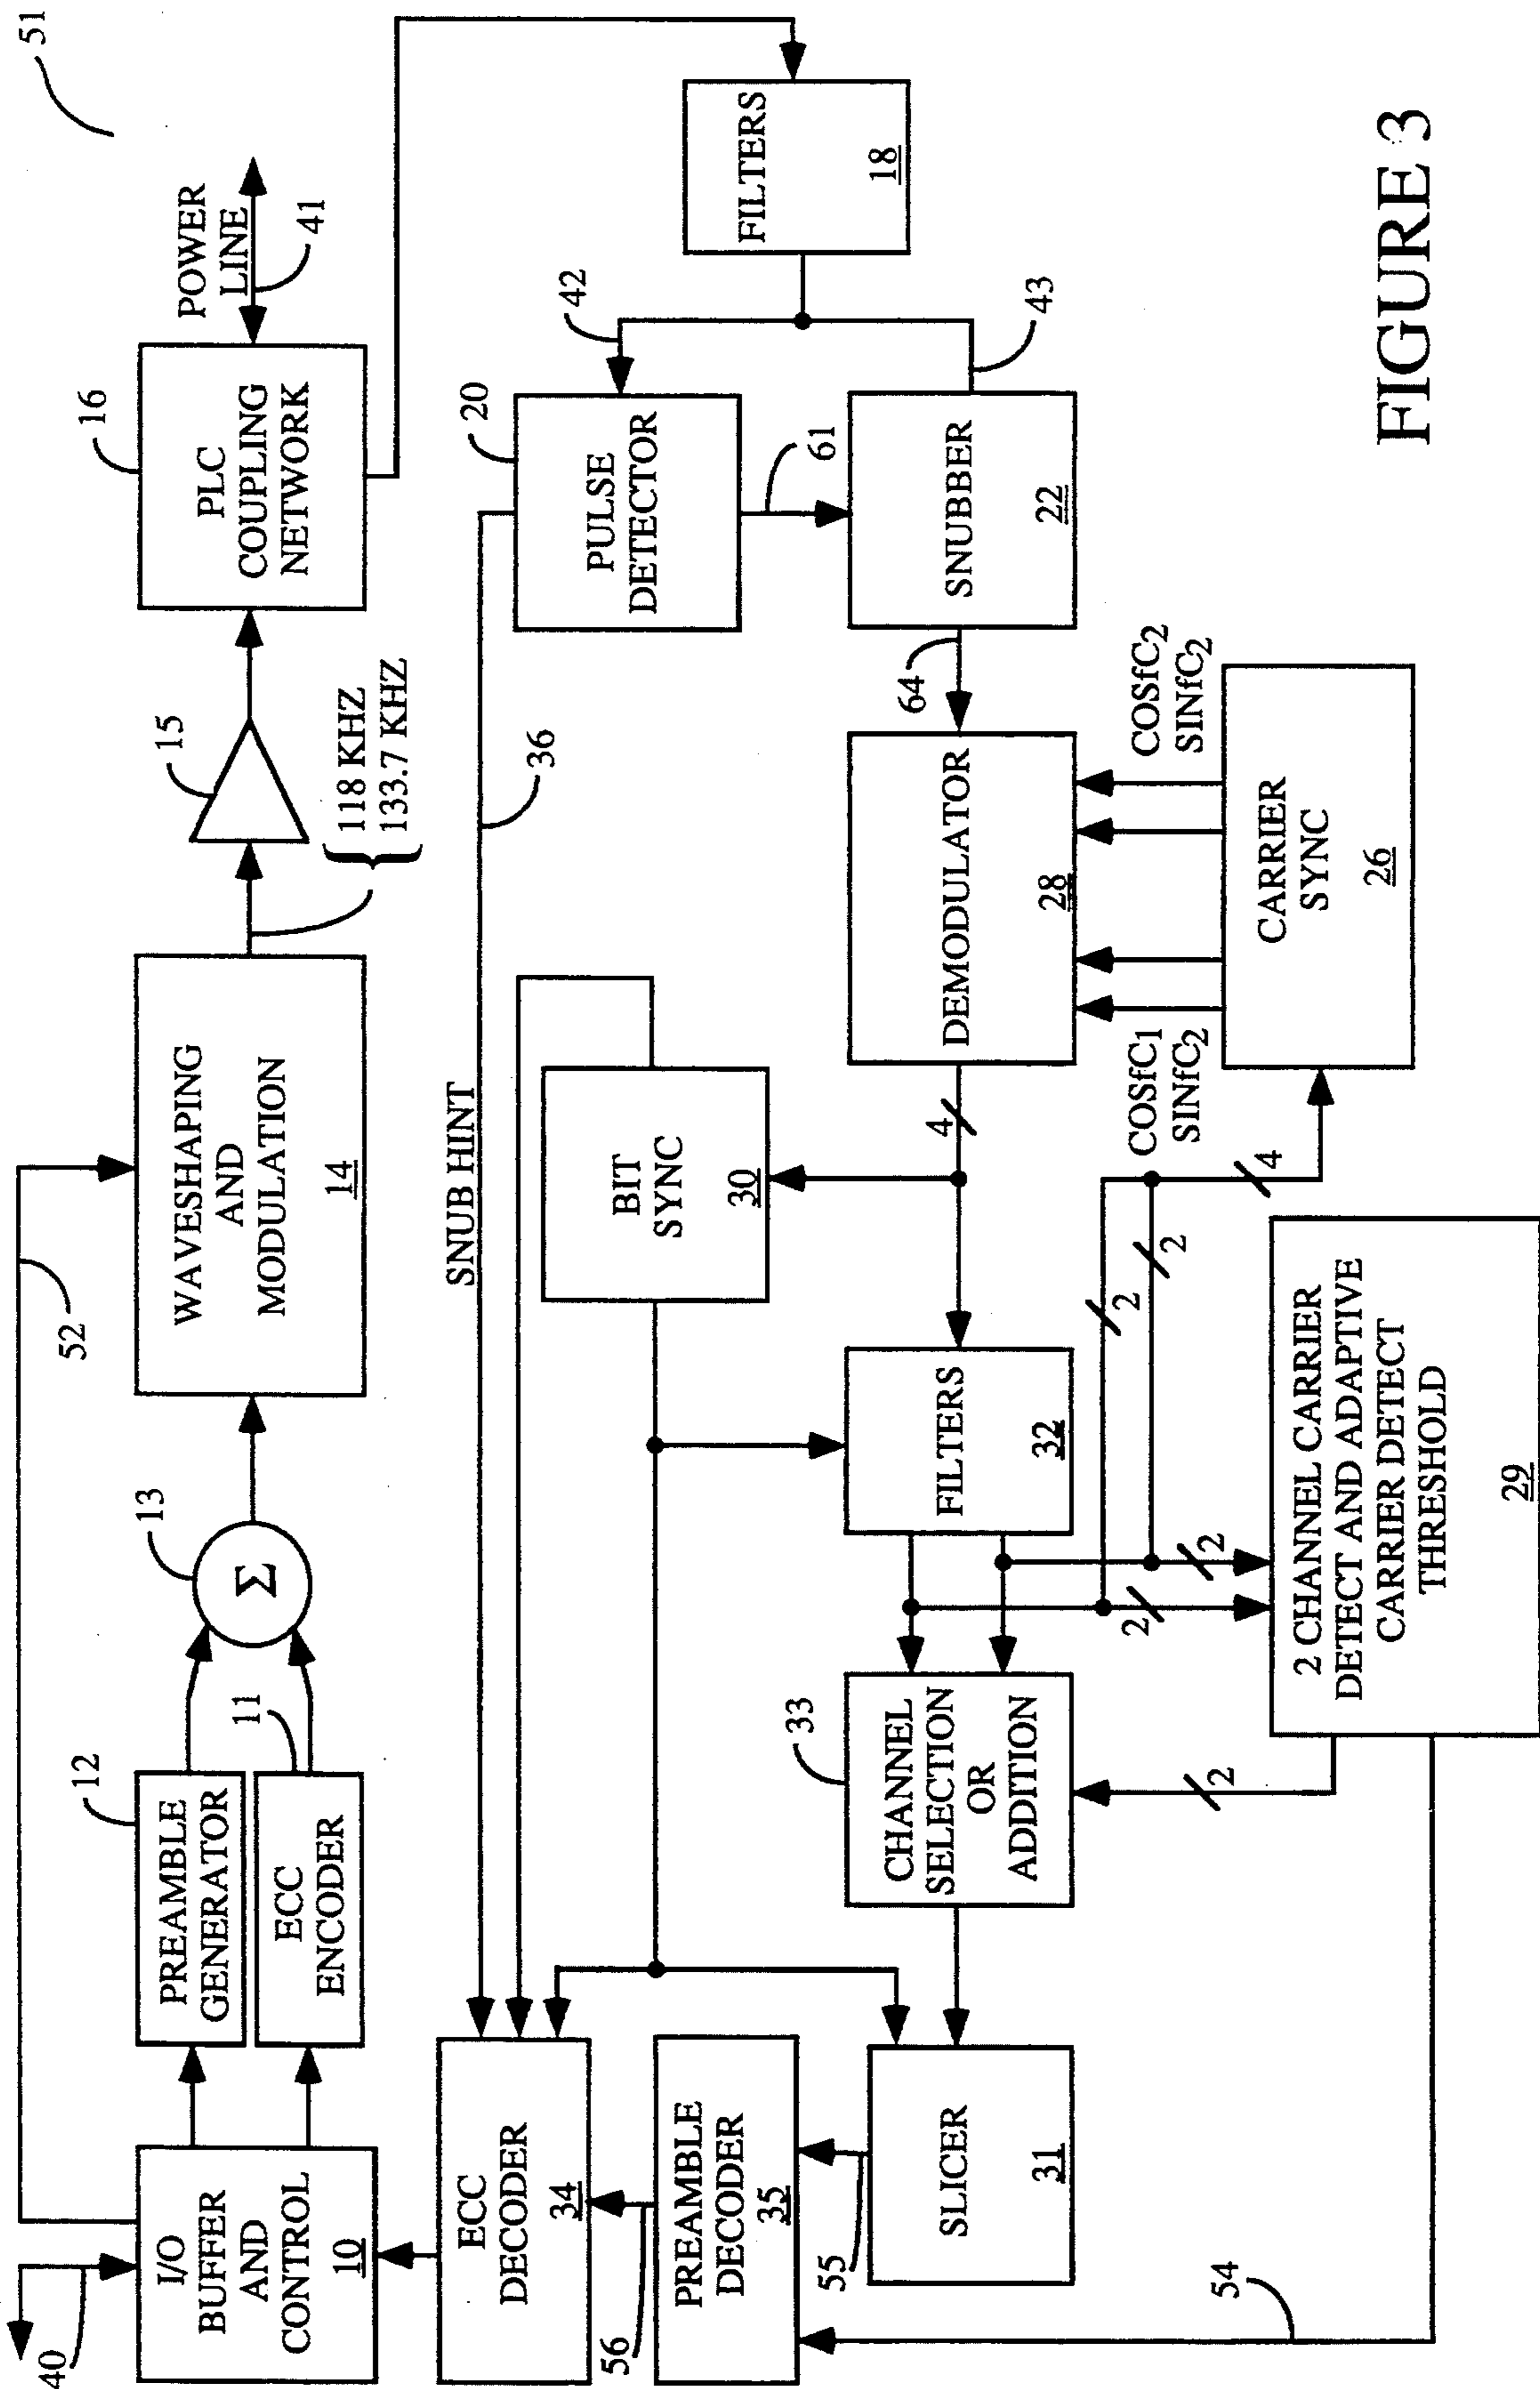 51
40
I/O
BUFFER
AND
CONTROL
10
52
12
PREAMBLE
GENERATOR
ECC
ENCODER
11
13
Σ
WAVESHAPING
AND
MODULATION
14
15
118 KHZ
133.7 KHZ
16
PLC
COUPLING
NETWORK
POWER
LINE
41
SNUB HINT
36
ECC
DECODER
34
56
PREAMBLE
DECODER
35
55
SLICER
31
54
33
CHANNEL
SELECTION
OR
ADDITION
2
BIT
SYNC
30
FILTERS
32
4
2
2
2
2
4
2 CHANNEL CARRIER
DETECT AND ADAPTIVE
CARRIER DETECT
THRESHOLD
29
20
PULSE
DETECTOR
42
61
SNUBBER
22
43
64
FILTERS
18
DEMODULATOR
28
COSfC1
SINfC2
COSfC2
SINfC2
CARRIER
SYNC
26
FIGURE 3